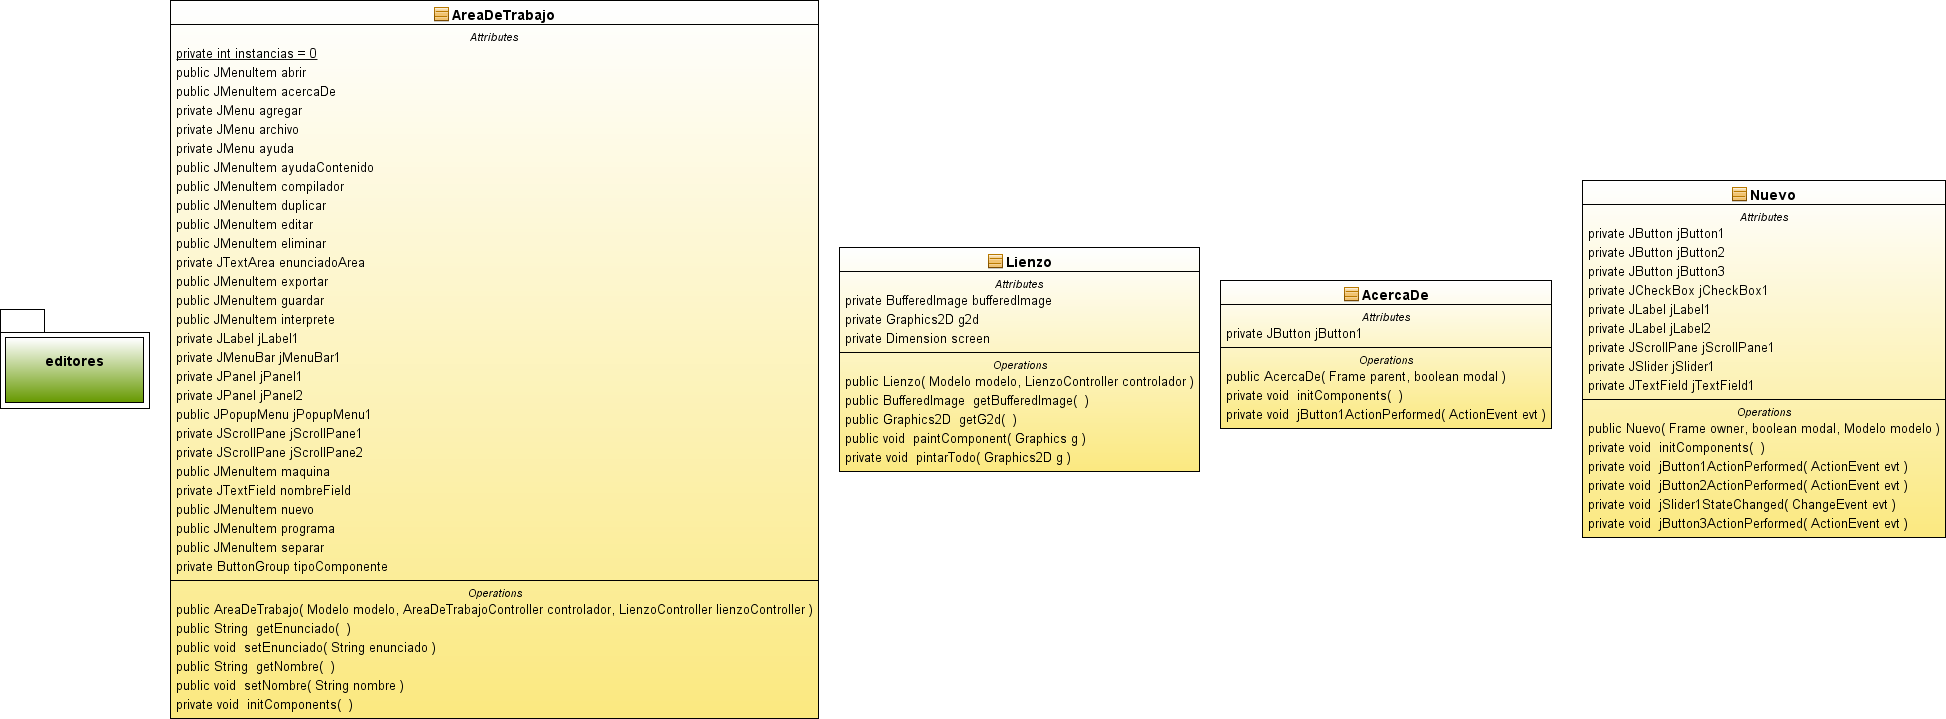 editores
AreaDeTrabajo
Attributes
private int instancias = 0
public JMenuItem abrir
public JMenuItem acercaDe
private JMenu agregar
private JMenu archivo
private JMenu ayuda
public JMenuItem ayudaContenido
public JMenuItem compilador
public JMenuItem duplicar
public JMenuItem editar
public JMenuItem eliminar
private JTextArea enunciadoArea
public JMenuItem exportar
public JMenuItem guardar
public JMenuItem interprete
private JLabel jLabel1
private JMenuBar jMenuBar1
private JPanel jPanel1
private JPanel jPanel2
public JPopupMenu jPopupMenu1
private JScrollPane jScrollPane1
private JScrollPane jScrollPane2
public JMenuItem maquina
private JTextField nombreField
public JMenuItem nuevo
public JMenuItem programa
public JMenuItem separar
private ButtonGroup tipoComponente
Operations
public AreaDeTrabajo( Modelo modelo, AreaDeTrabajoController controlador, LienzoController lienzoController )
public String  getEnunciado(  )
public void  setEnunciado( String enunciado )
public String  getNombre(  )
public void  setNombre( String nombre )
private void  initComponents(  )
Lienzo
Attributes
private BufferedImage bufferedImage
private Graphics2D g2d
private Dimension screen
Operations
public Lienzo( Modelo modelo, LienzoController controlador )
public BufferedImage  getBufferedImage(  )
public Graphics2D  getG2d(  )
public void  paintComponent( Graphics g )
private void  pintarTodo( Graphics2D g )
AcercaDe
Attributes
private JButton jButton1
Operations
public AcercaDe( Frame parent, boolean modal )
private void  initComponents(  )
private void  jButton1ActionPerformed( ActionEvent evt )
Nuevo
Attributes
private JButton jButton1
private JButton jButton2
private JButton jButton3
private JCheckBox jCheckBox1
private JLabel jLabel1
private JLabel jLabel2
private JScrollPane jScrollPane1
private JSlider jSlider1
private JTextField jTextField1
Operations
public Nuevo( Frame owner, boolean modal, Modelo modelo )
private void  initComponents(  )
private void  jButton1ActionPerformed( ActionEvent evt )
private void  jButton2ActionPerformed( ActionEvent evt )
private void  jSlider1StateChanged( ChangeEvent evt )
private void  jButton3ActionPerformed( ActionEvent evt )